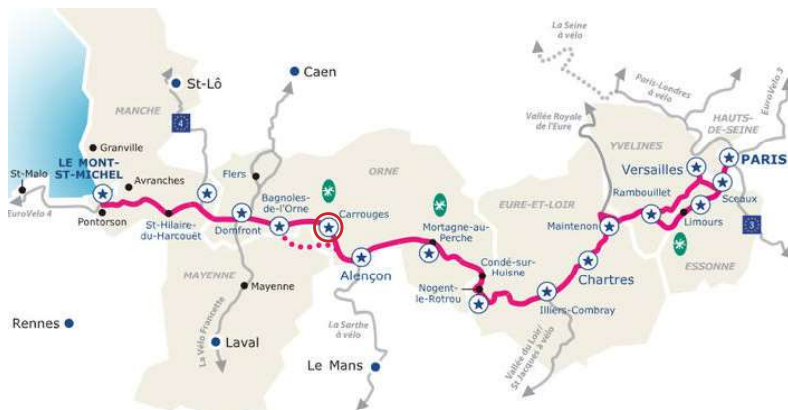 La Seine
à vélo
Paris-Londres
à vélo
EuroVelo 3
St-Lô
Caen
MANCHE
4
Vallée Royale
de l'Eure
HAUTS-
DE-SEINE
YVELINES
Granville
LE MONT-
ST-MICHEL
St-Malo
Avranches
Flers
ORNE
Versailles
PARIS
Bagnoles-
de-l'Orne
Rambouillet
EURE-ET-LOIR
Sceaux
EuroVelo 4
Pontorson
St-Hilaire-
du-Harcouët
Domfront
Carrouges
Mortagne-au-
Perche
Maintenon
Limours
3
Alençon
Condé-sur-
Huisne
ESSONNE
MAYENNE
Mayenne
Chartres
Nogent-
le-Rotrou
Illiers-Combray
Rennes
La Vélo Francette
Laval
La Sarthe
à vélo
Le Mans
Vallée du Loir/
St Jacques à vélo